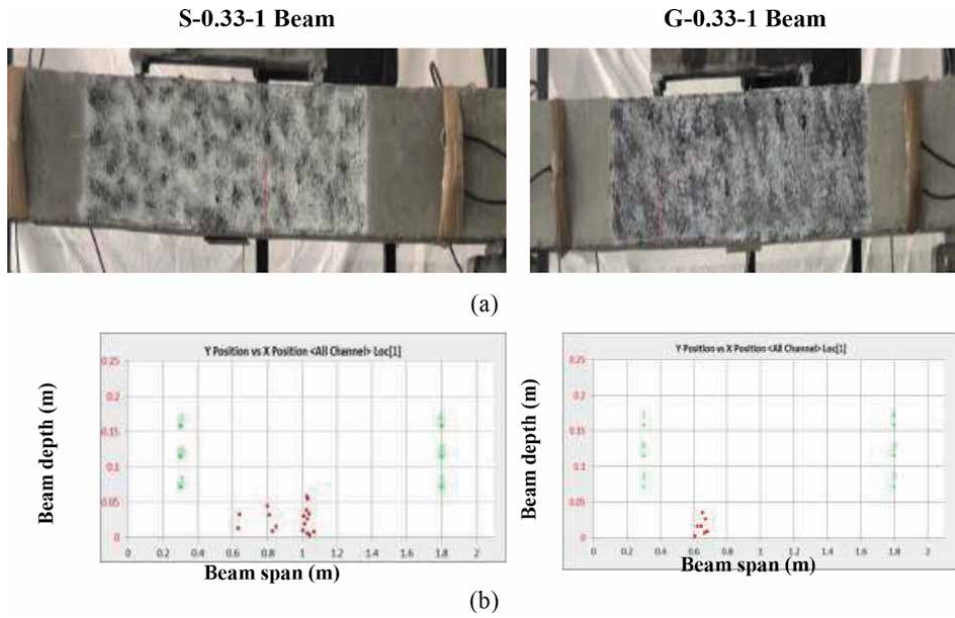 S-0.33-1 Beam
G-0.33-1 Beam
(a)
Y Position vs X Position <All Channel> Loc[1]
Beam depth (m)
0.25
0.2
0.15
0.1
0.05
0
0 0.2 0.4 0.6 0.8 1 1.2 1.4 1.6 1.8 2
Beam span (m)
Y Position vs X Position <All Channel> Loc[1]
Beam depth (m)
0.25
0.2
0.15
0.1
0.05
0
0 0.2 0.4 0.6 0.8 1 1.2 1.4 1.6 1.8 2
Beam span (m)
(b)